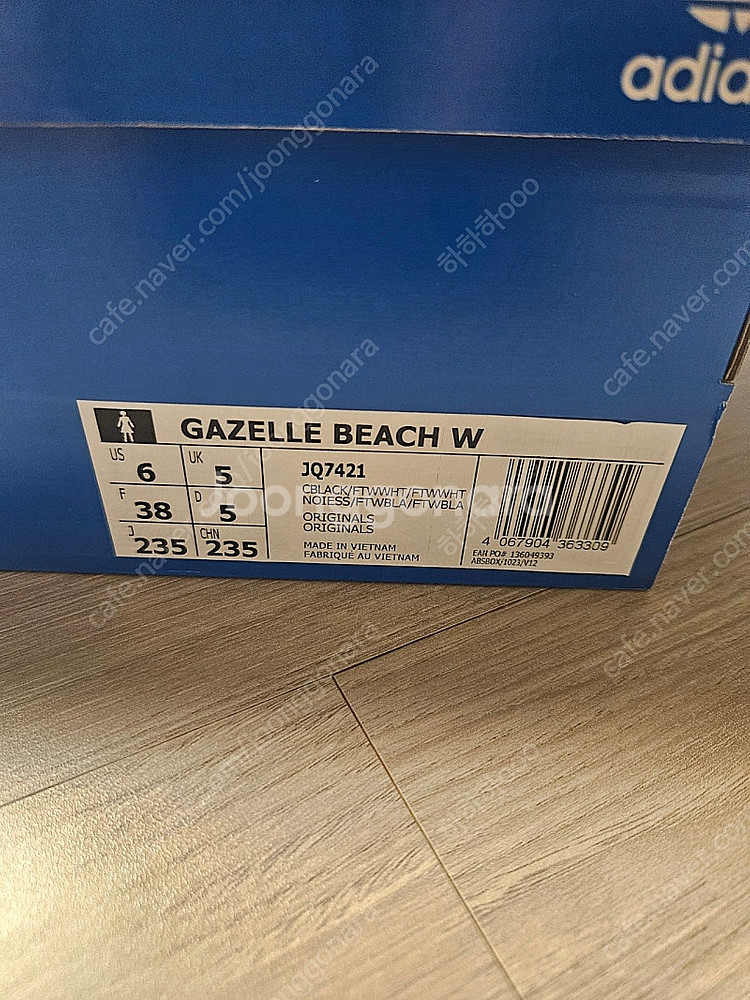 adida
cafe.naver.com/joonggonara
하하하ooo
cafe.naver.com
GAZELLE BEACH W
US 6 UK 5
F 38 D 5
J 235 CHN 235
JQ7421
CBLACK/FTWWHT/FTWWHT
NOIESS/FTWBLA/FTWBLA
ORIGINALS
ORIGINALS
MADE IN VIETNAM
FABRIQUÉ AU VIETNAM
4 067904 363309
EAN PO# 136049393
ABSBOX/1023/V12
joonggonara
cafe.naver.com/joonggonara
cafe.naver.com